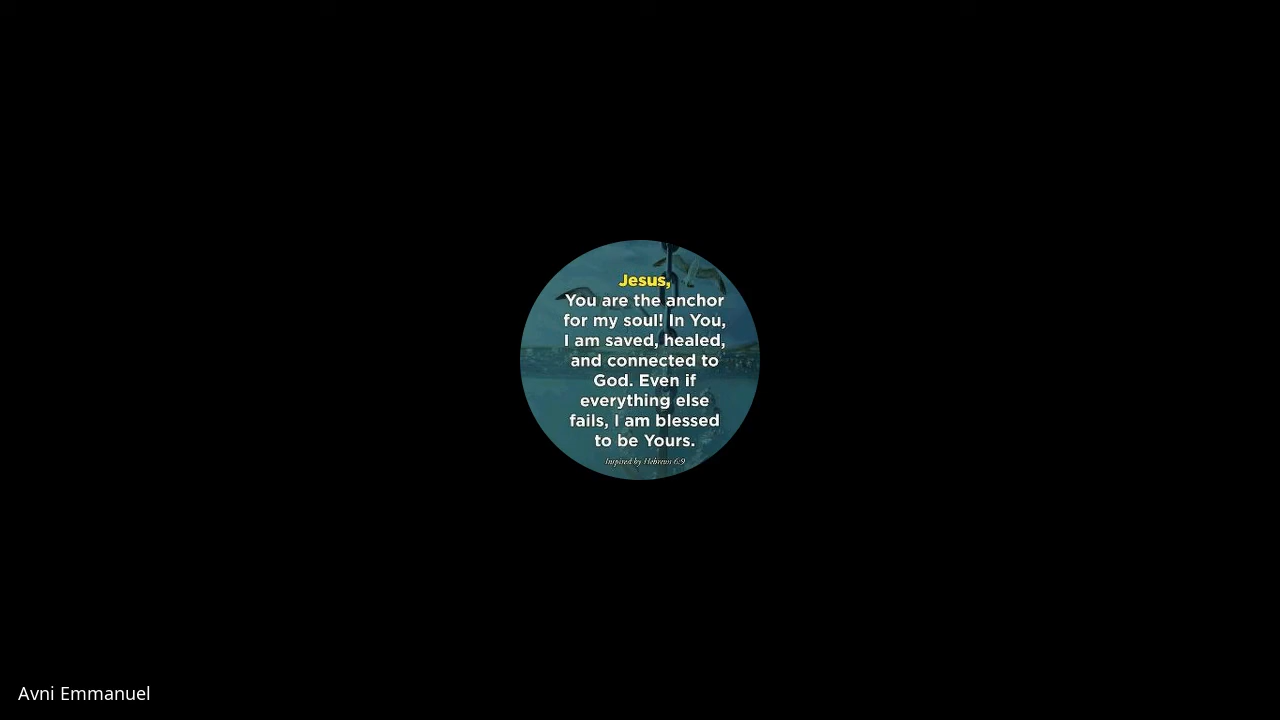 Jesus,
You are the anchor
for my soul! In You,
I am saved, healed,
and connected to
God. Even if
everything else
fails, I am blessed
to be Yours.
Inspired by Hebrews 6:9
Avni Emmanuel